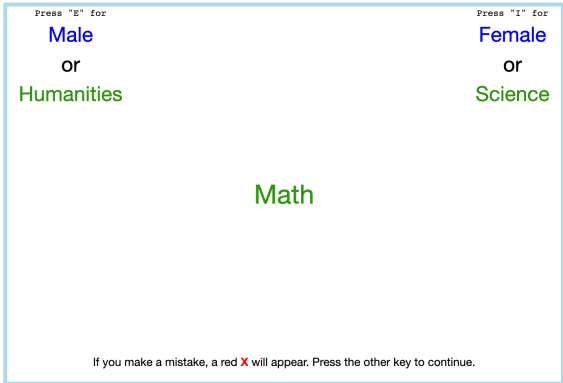 Press "E" for
Male
or
Humanities
Press "I" for
Female
or
Science
Math
If you make a mistake, a red X will appear. Press the other key to continue.